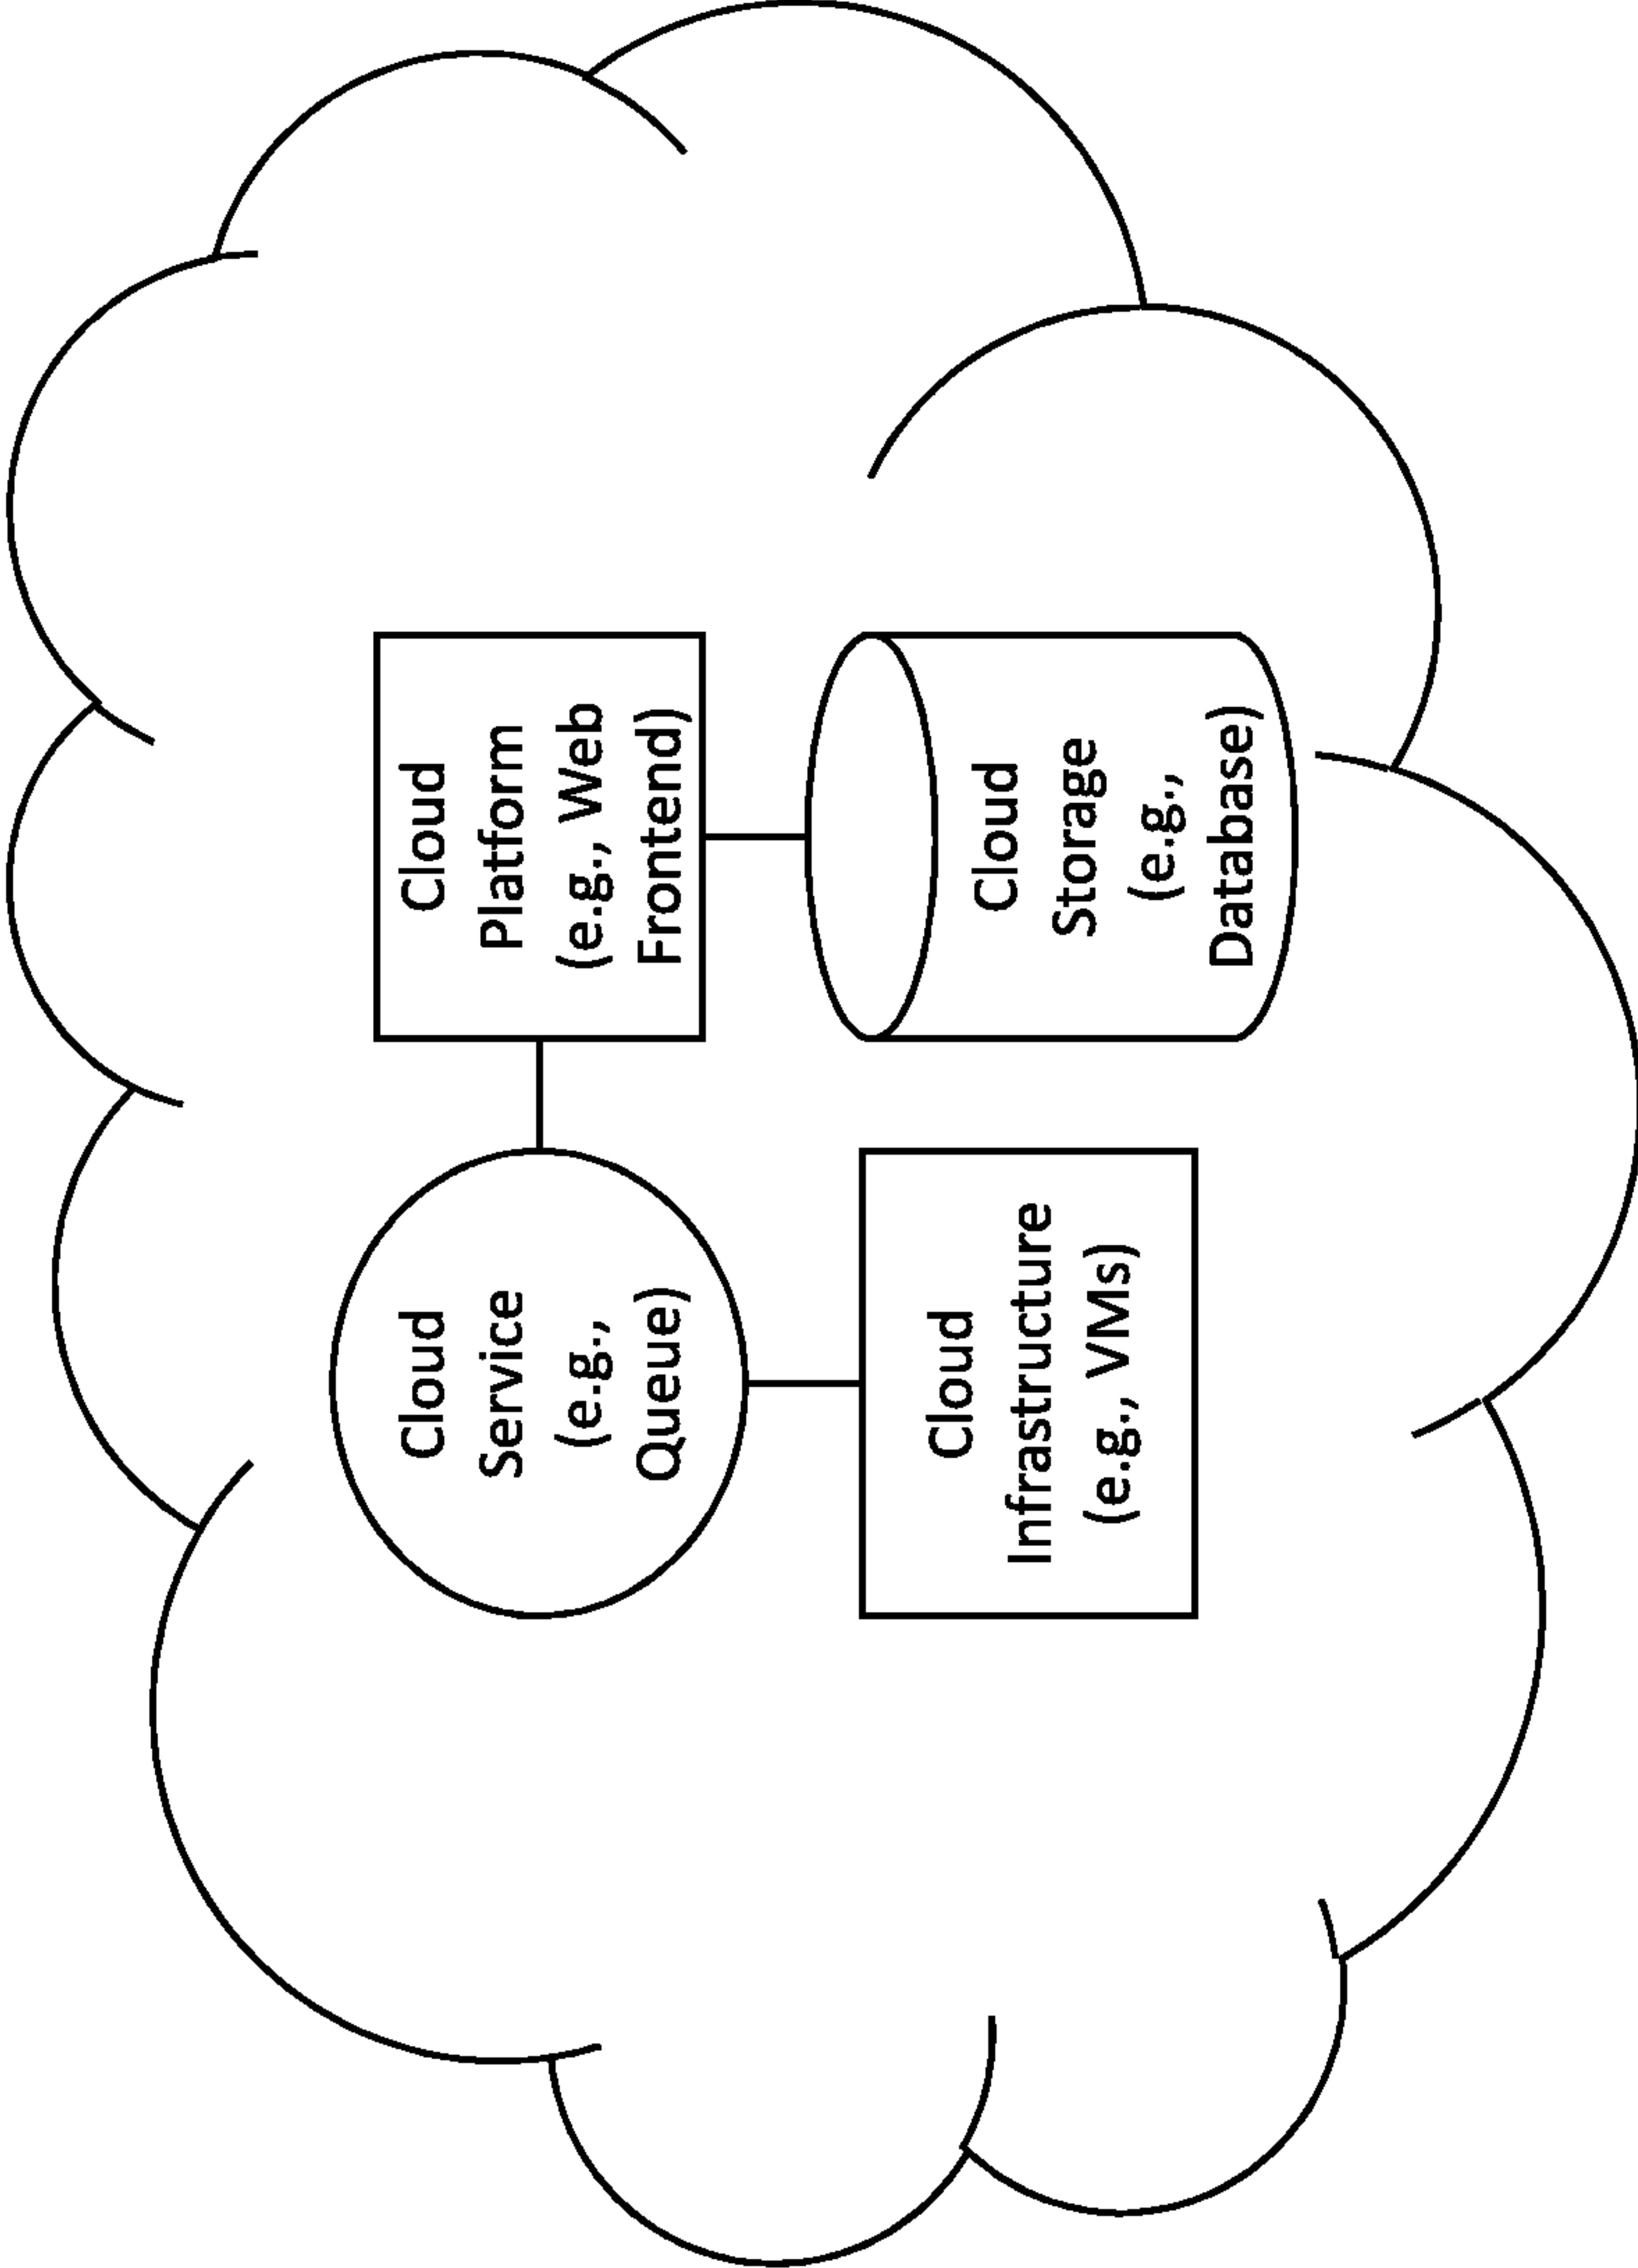 Cloud
Service
(e.g.,
Queue)
Cloud
Platform
(e.g., Web
Frontend)
Cloud
Infrastructure
(e.g., VMs)
Cloud
Storage
(e.g.,
Database)